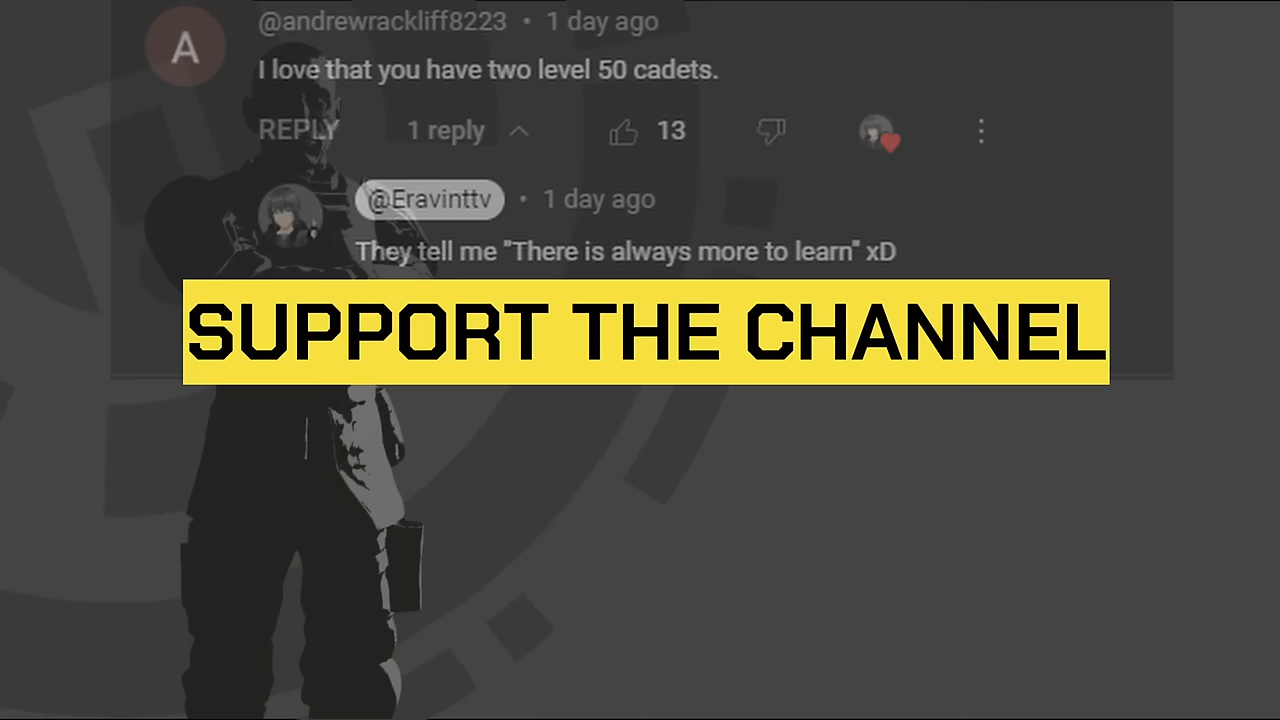 A
@andrewrackliff8223 • 1 day ago
I love that you have two level 50 cadets.
REPLY 1 reply 13
@Eravinttv • 1 day ago
They tell me "There is always more to learn" xD
SUPPORT THE CHANNEL